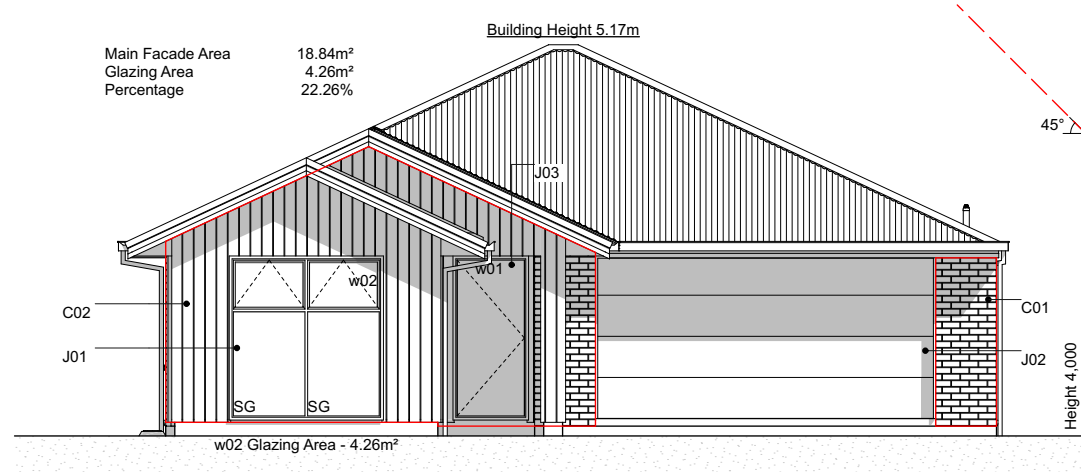 Building Height 5.17m
Main Facade Area 18.84m²
Glazing Area 4.26m²
Percentage 22.26%
45°
J03
w01
w02
C02
C01
J01
J02
Height 4,000
SG SG
w02 Glazing Area - 4.26m²